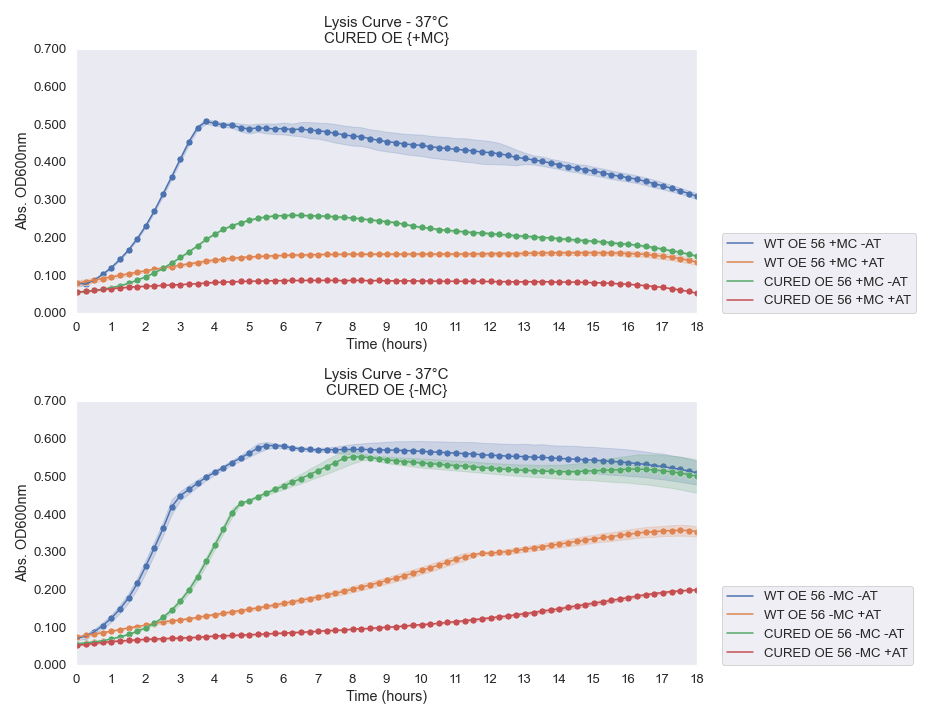 Lysis Curve - 37°C
CURED OE {+MC}
Abs. OD600nm
0.700
0.600
0.500
0.400
0.300
0.200
0.100
0.000
0 1 2 3 4 5 6 7 8 9 10 11 12 13 14 15 16 17 18
Time (hours)
WT OE 56 +MC -AT
WT OE 56 +MC +AT
CURED OE 56 +MC -AT
CURED OE 56 +MC +AT
Lysis Curve - 37°C
CURED OE {-MC}
Abs. OD600nm
0.700
0.600
0.500
0.400
0.300
0.200
0.100
0.000
0 1 2 3 4 5 6 7 8 9 10 11 12 13 14 15 16 17 18
Time (hours)
WT OE 56 -MC -AT
WT OE 56 -MC +AT
CURED OE 56 -MC -AT
CURED OE 56 -MC +AT